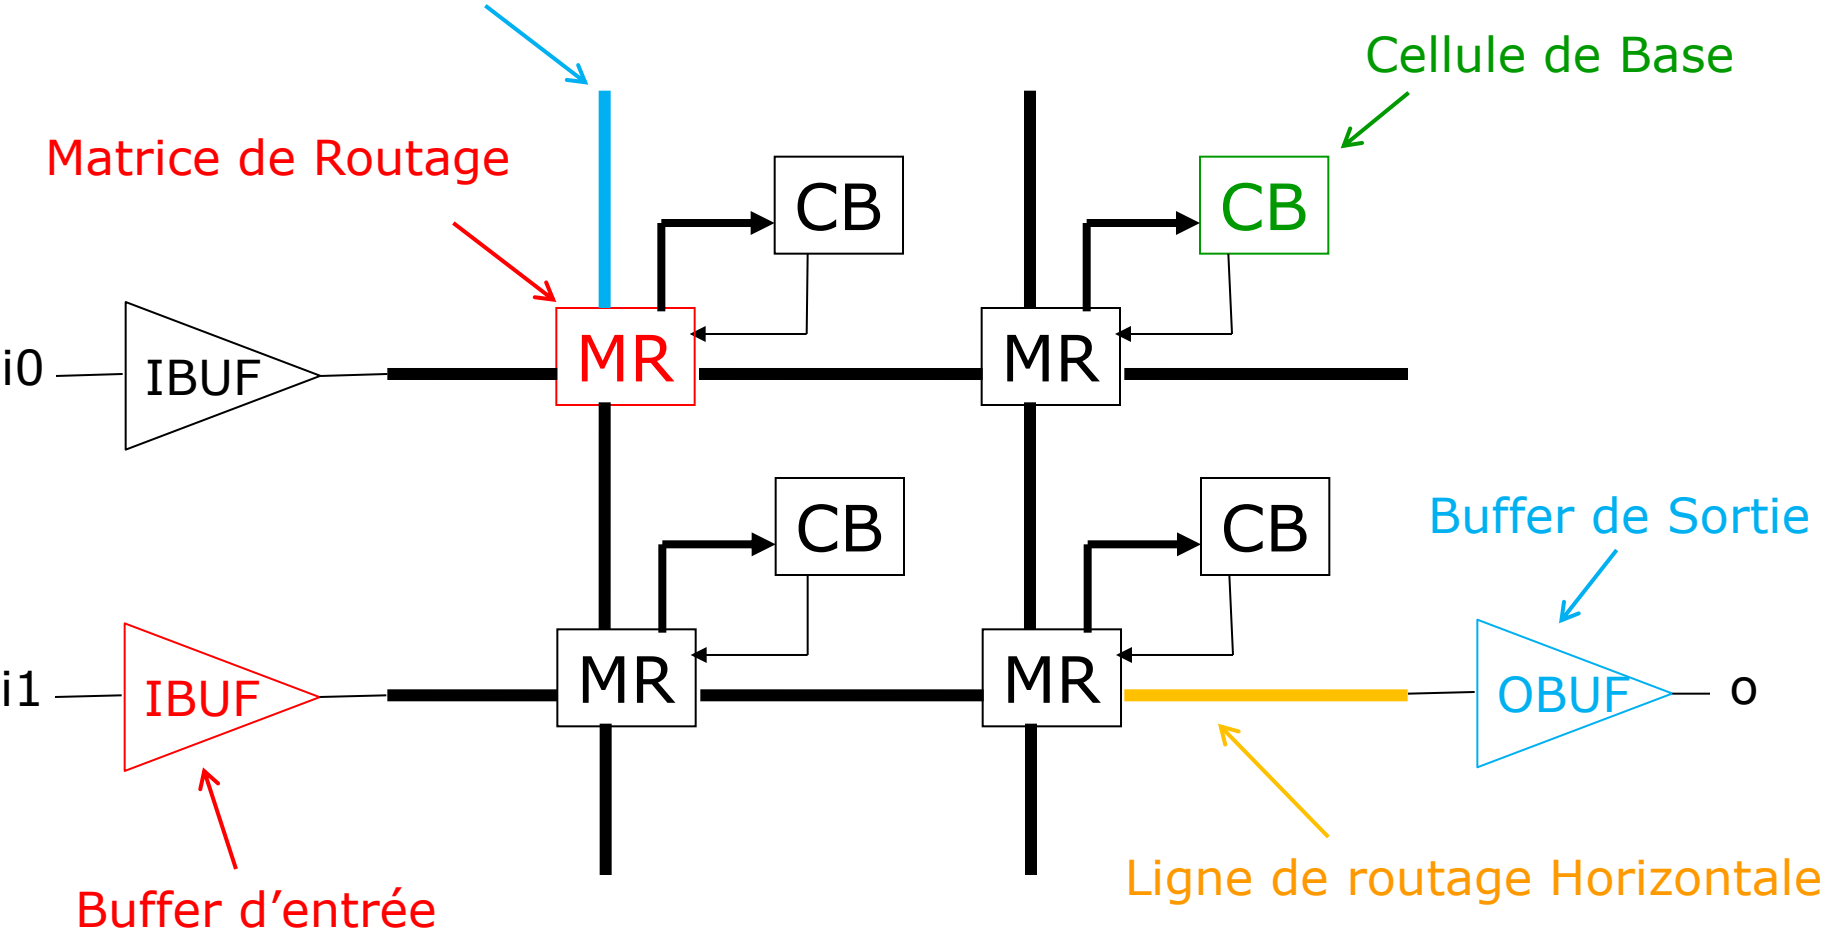 Cellule de Base
Matrice de Routage
CB
CB
MR
MR
i0
IBUF
CB
CB
Buffer de Sortie
MR
MR
i1
IBUF
OBUF
o
Ligne de routage Horizontale
Buffer d’entrée